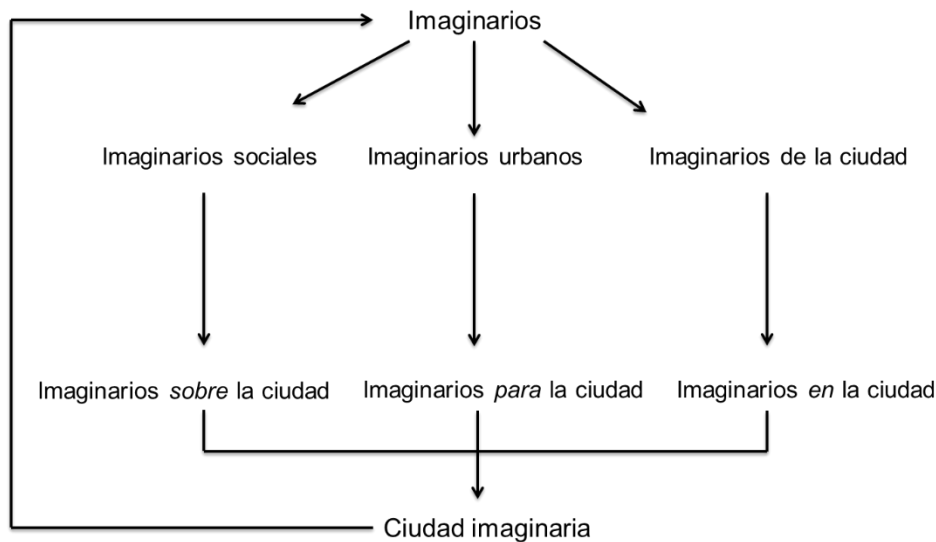 Imaginarios
Imaginarios sociales
Imaginarios urbanos
Imaginarios de la ciudad
Imaginarios sobre la ciudad
Imaginarios para la ciudad
Imaginarios en la ciudad
Ciudad imaginaria